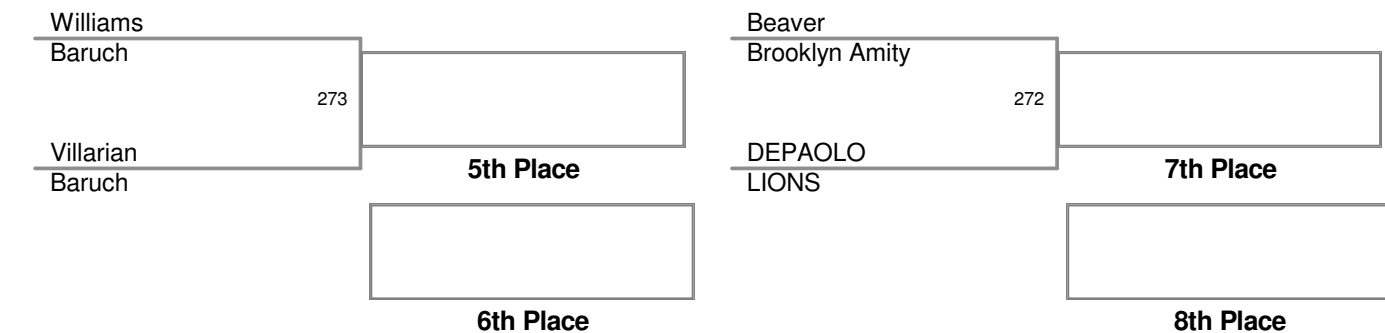 Williams
Baruch
273
Villarian
Baruch
5th Place
6th Place
Beaver
Brooklyn Amity
272
DEPAOLO
LIONS
7th Place
8th Place